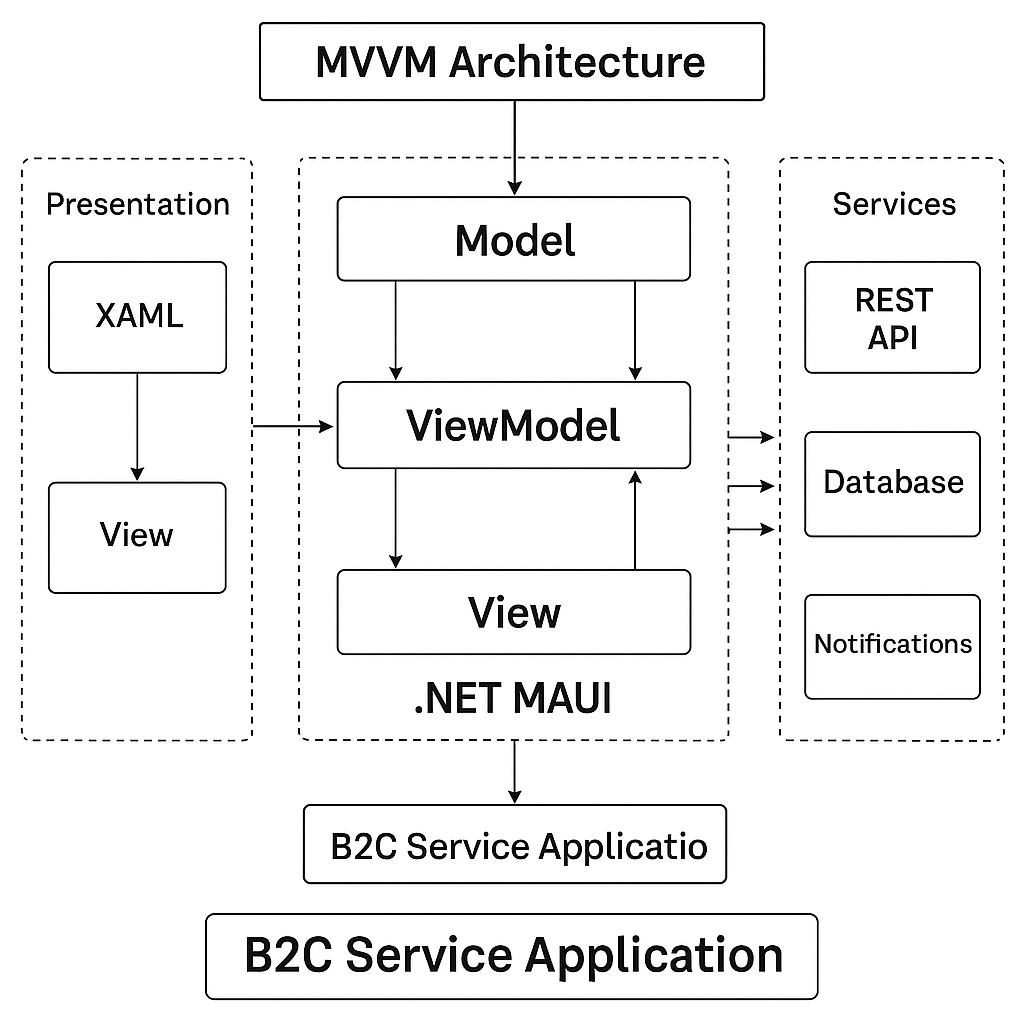 MVVM Architecture
Presentation
XAML
View
Model
ViewModel
View
.NET MAUI
Services
REST
API
Database
Notifications
B2C Service Applicatio
B2C Service Application